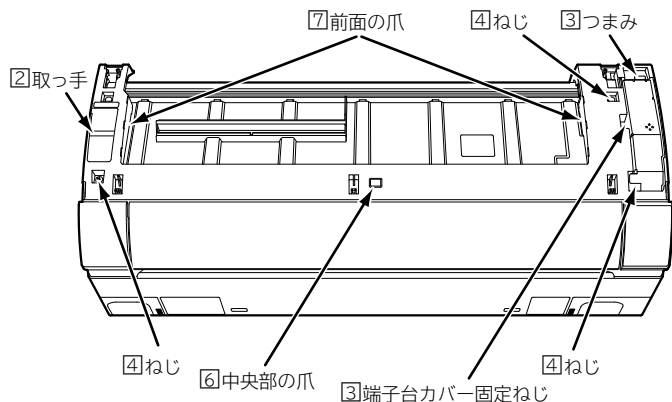 ⑦前面の爪
④ねじ
③つまみ
②取っ手
④ねじ
⑥中央部の爪
③端子台カバー固定ねじ
④ねじ